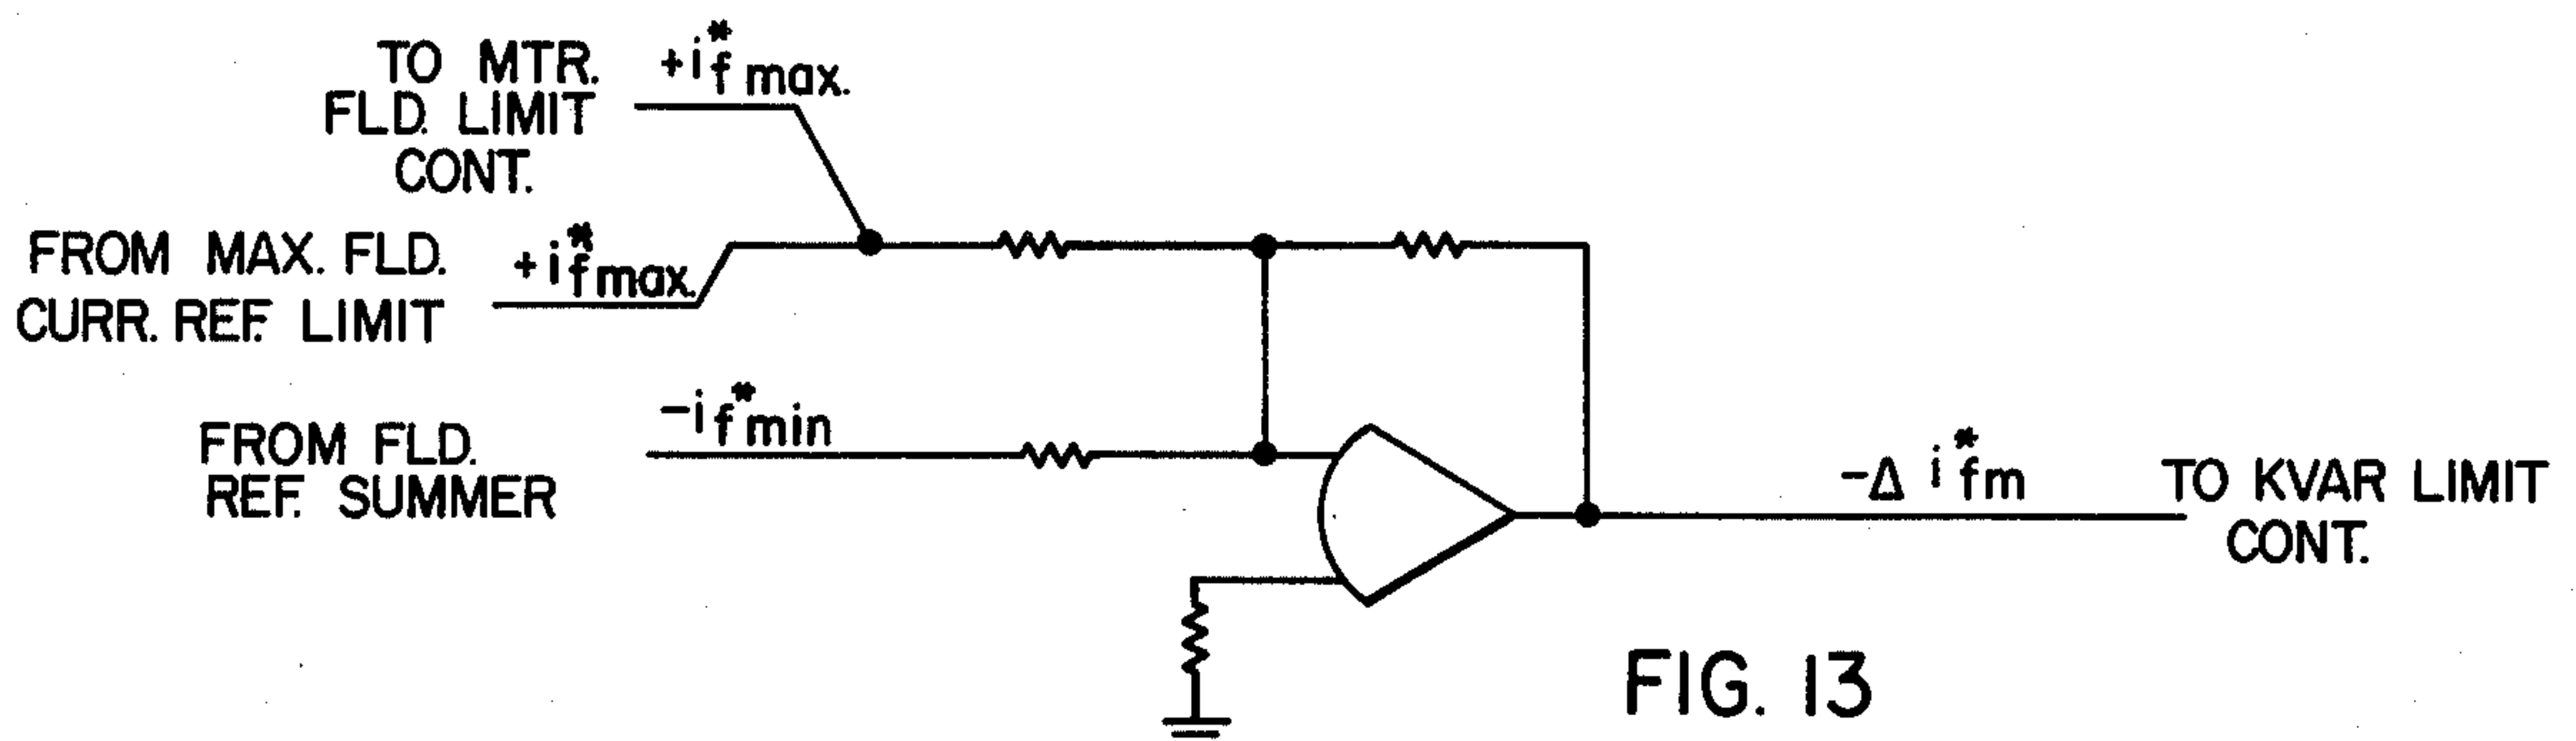 TO MTR.
FLD. LIMIT
CONT.
+i*f max.
FROM MAX. FLD.
CURR. REF. LIMIT
+i*f max.
FROM FLD.
REF. SUMMER
-if*min
-Δ i*fm
TO KVAR LIMIT
CONT.
FIG. 13